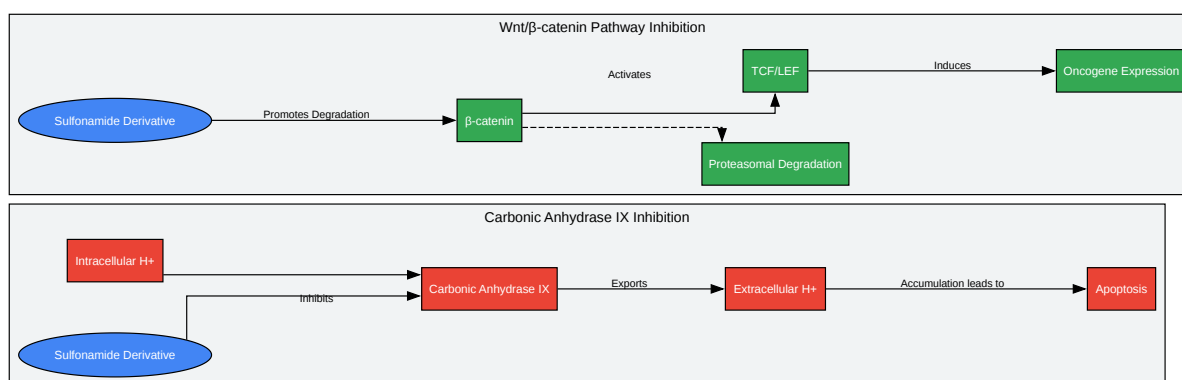 Wnt/β-catenin Pathway Inhibition
Sulfonamide Derivative
Promotes Degradation
β-catenin
Activates
TCF/LEF
Induces
Oncogene Expression
Proteasomal Degradation
Carbonic Anhydrase IX Inhibition
Intracellular H+
Sulfonamide Derivative
Inhibits
Carbonic Anhydrase IX
Exports
Extracellular H+
Accumulation leads to
Apoptosis